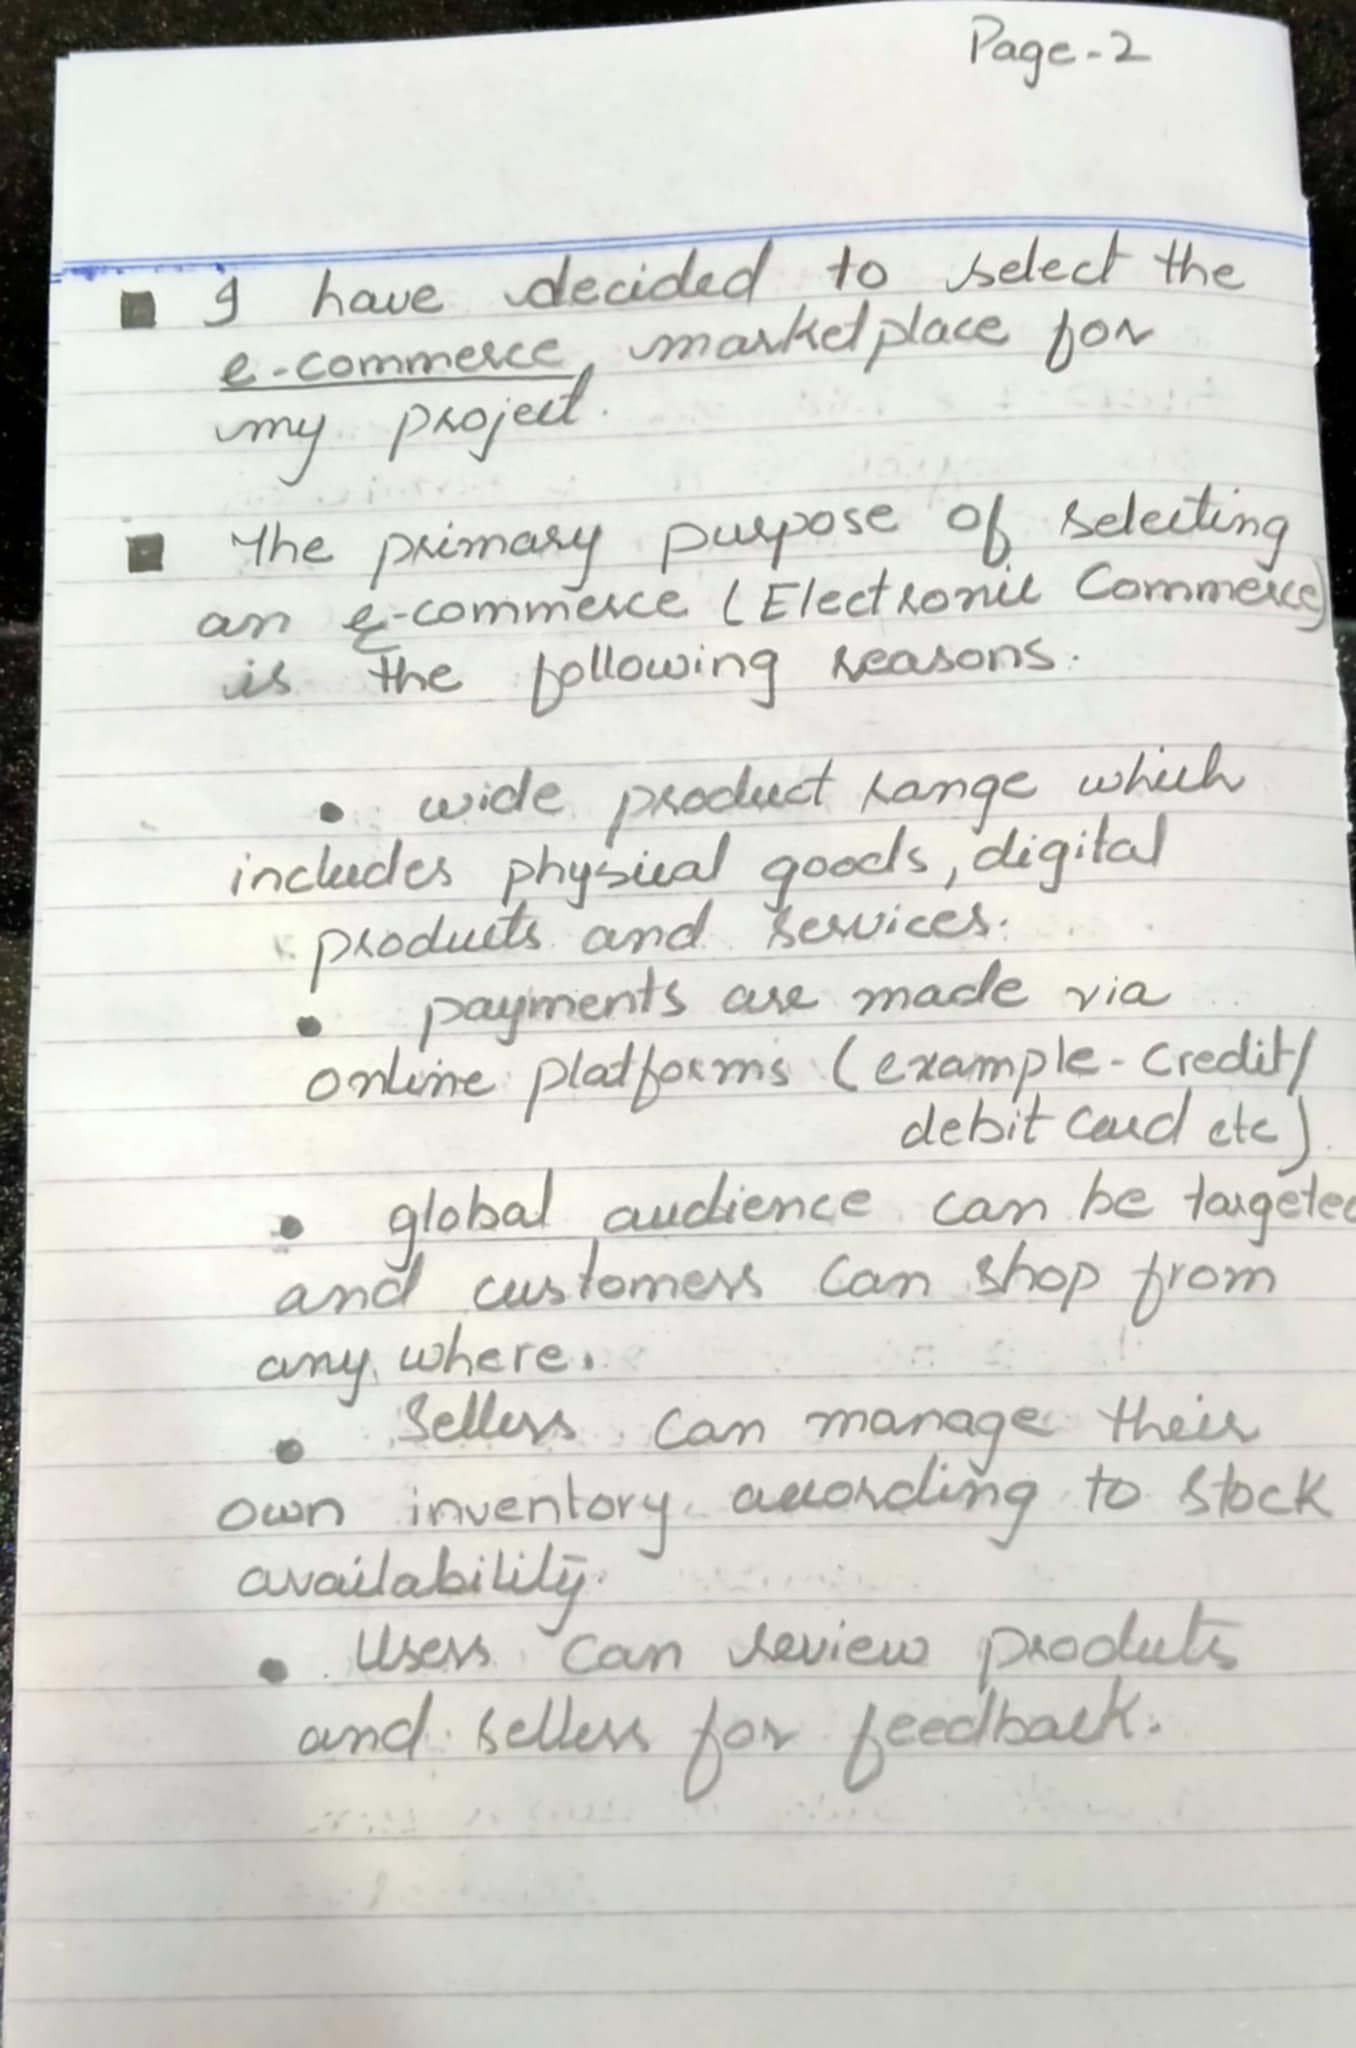 Page-2
■ I have decided to select the
e-commerce, marketplace for
my project.
■ The primary purpose of selecting
an E-commerce (Electronic Commerce)
is the following reasons.
• wide product range which
includes physical goods, digital
products and services.
• payments are made via
online platforms (example - Credit/
debit card etc)
• global audience can be targeted
and customers can shop from
any where.
• Sellers can manage their
own inventory according to stock
availability.
• Users can review products
and sellers for feedback.